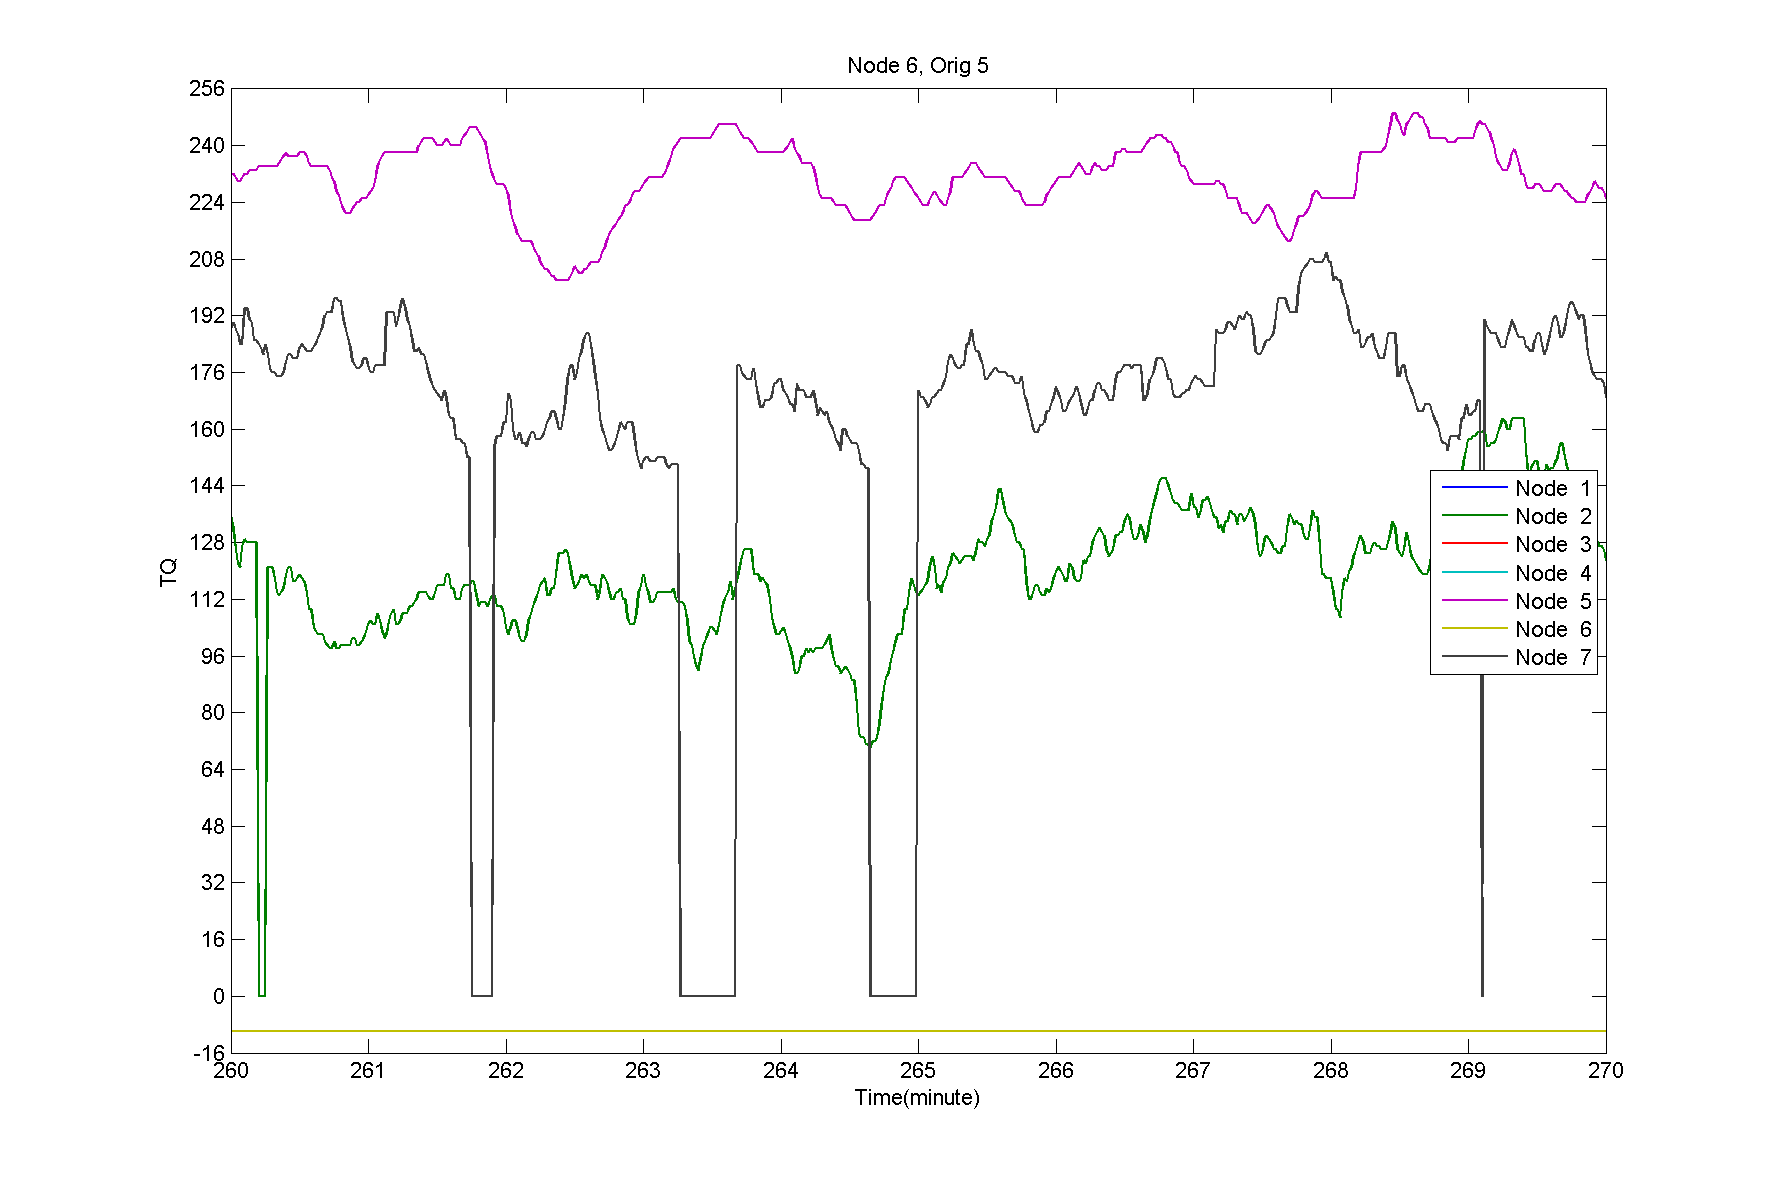 Node 6, Orig 5
256
240
224
208
192
176
160
144
128
112
96
80
64
48
32
16
0
-16
TQ
Node 1
Node 2
Node 3
Node 4
Node 5
Node 6
Node 7
260 261 262 263 264 265 266 267 268 269 270
Time(minute)